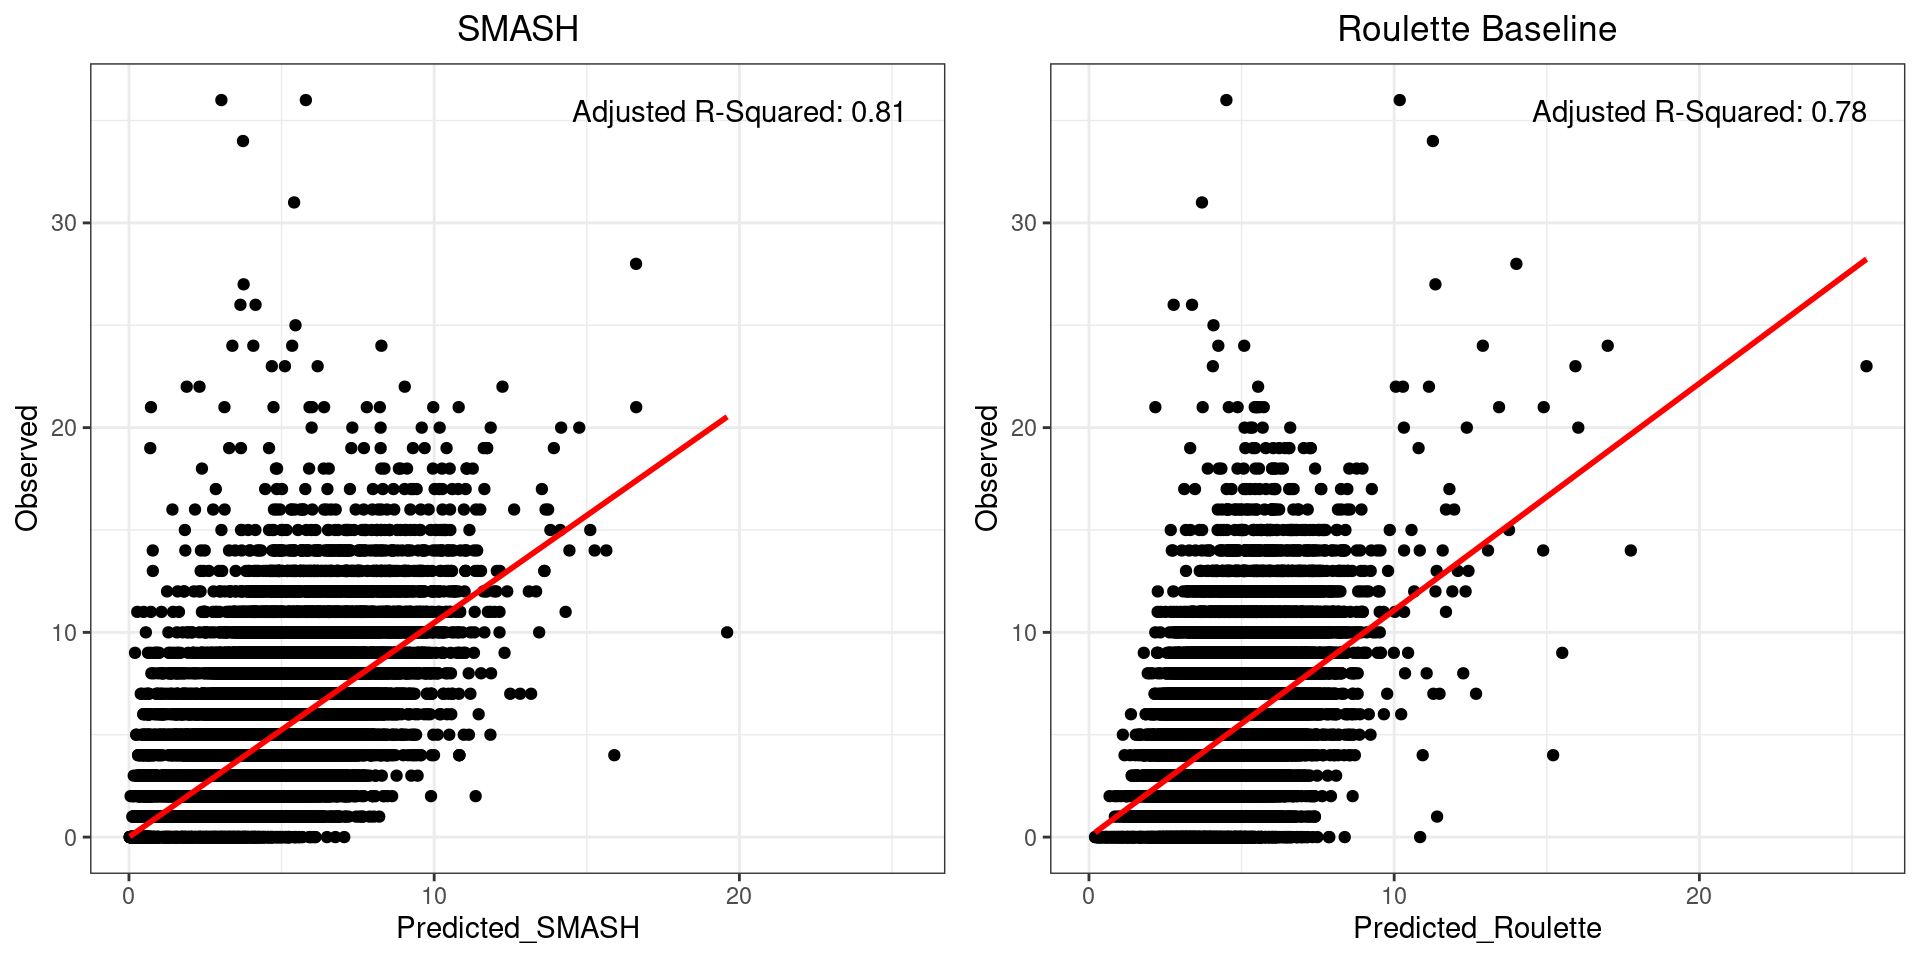 SMASH
Adjusted R-Squared: 0.81
Observed
30
20
10
0
0 10 20
Predicted_SMASH
Roulette Baseline
Adjusted R-Squared: 0.78
Observed
30
20
10
0
0 10 20
Predicted_Roulette